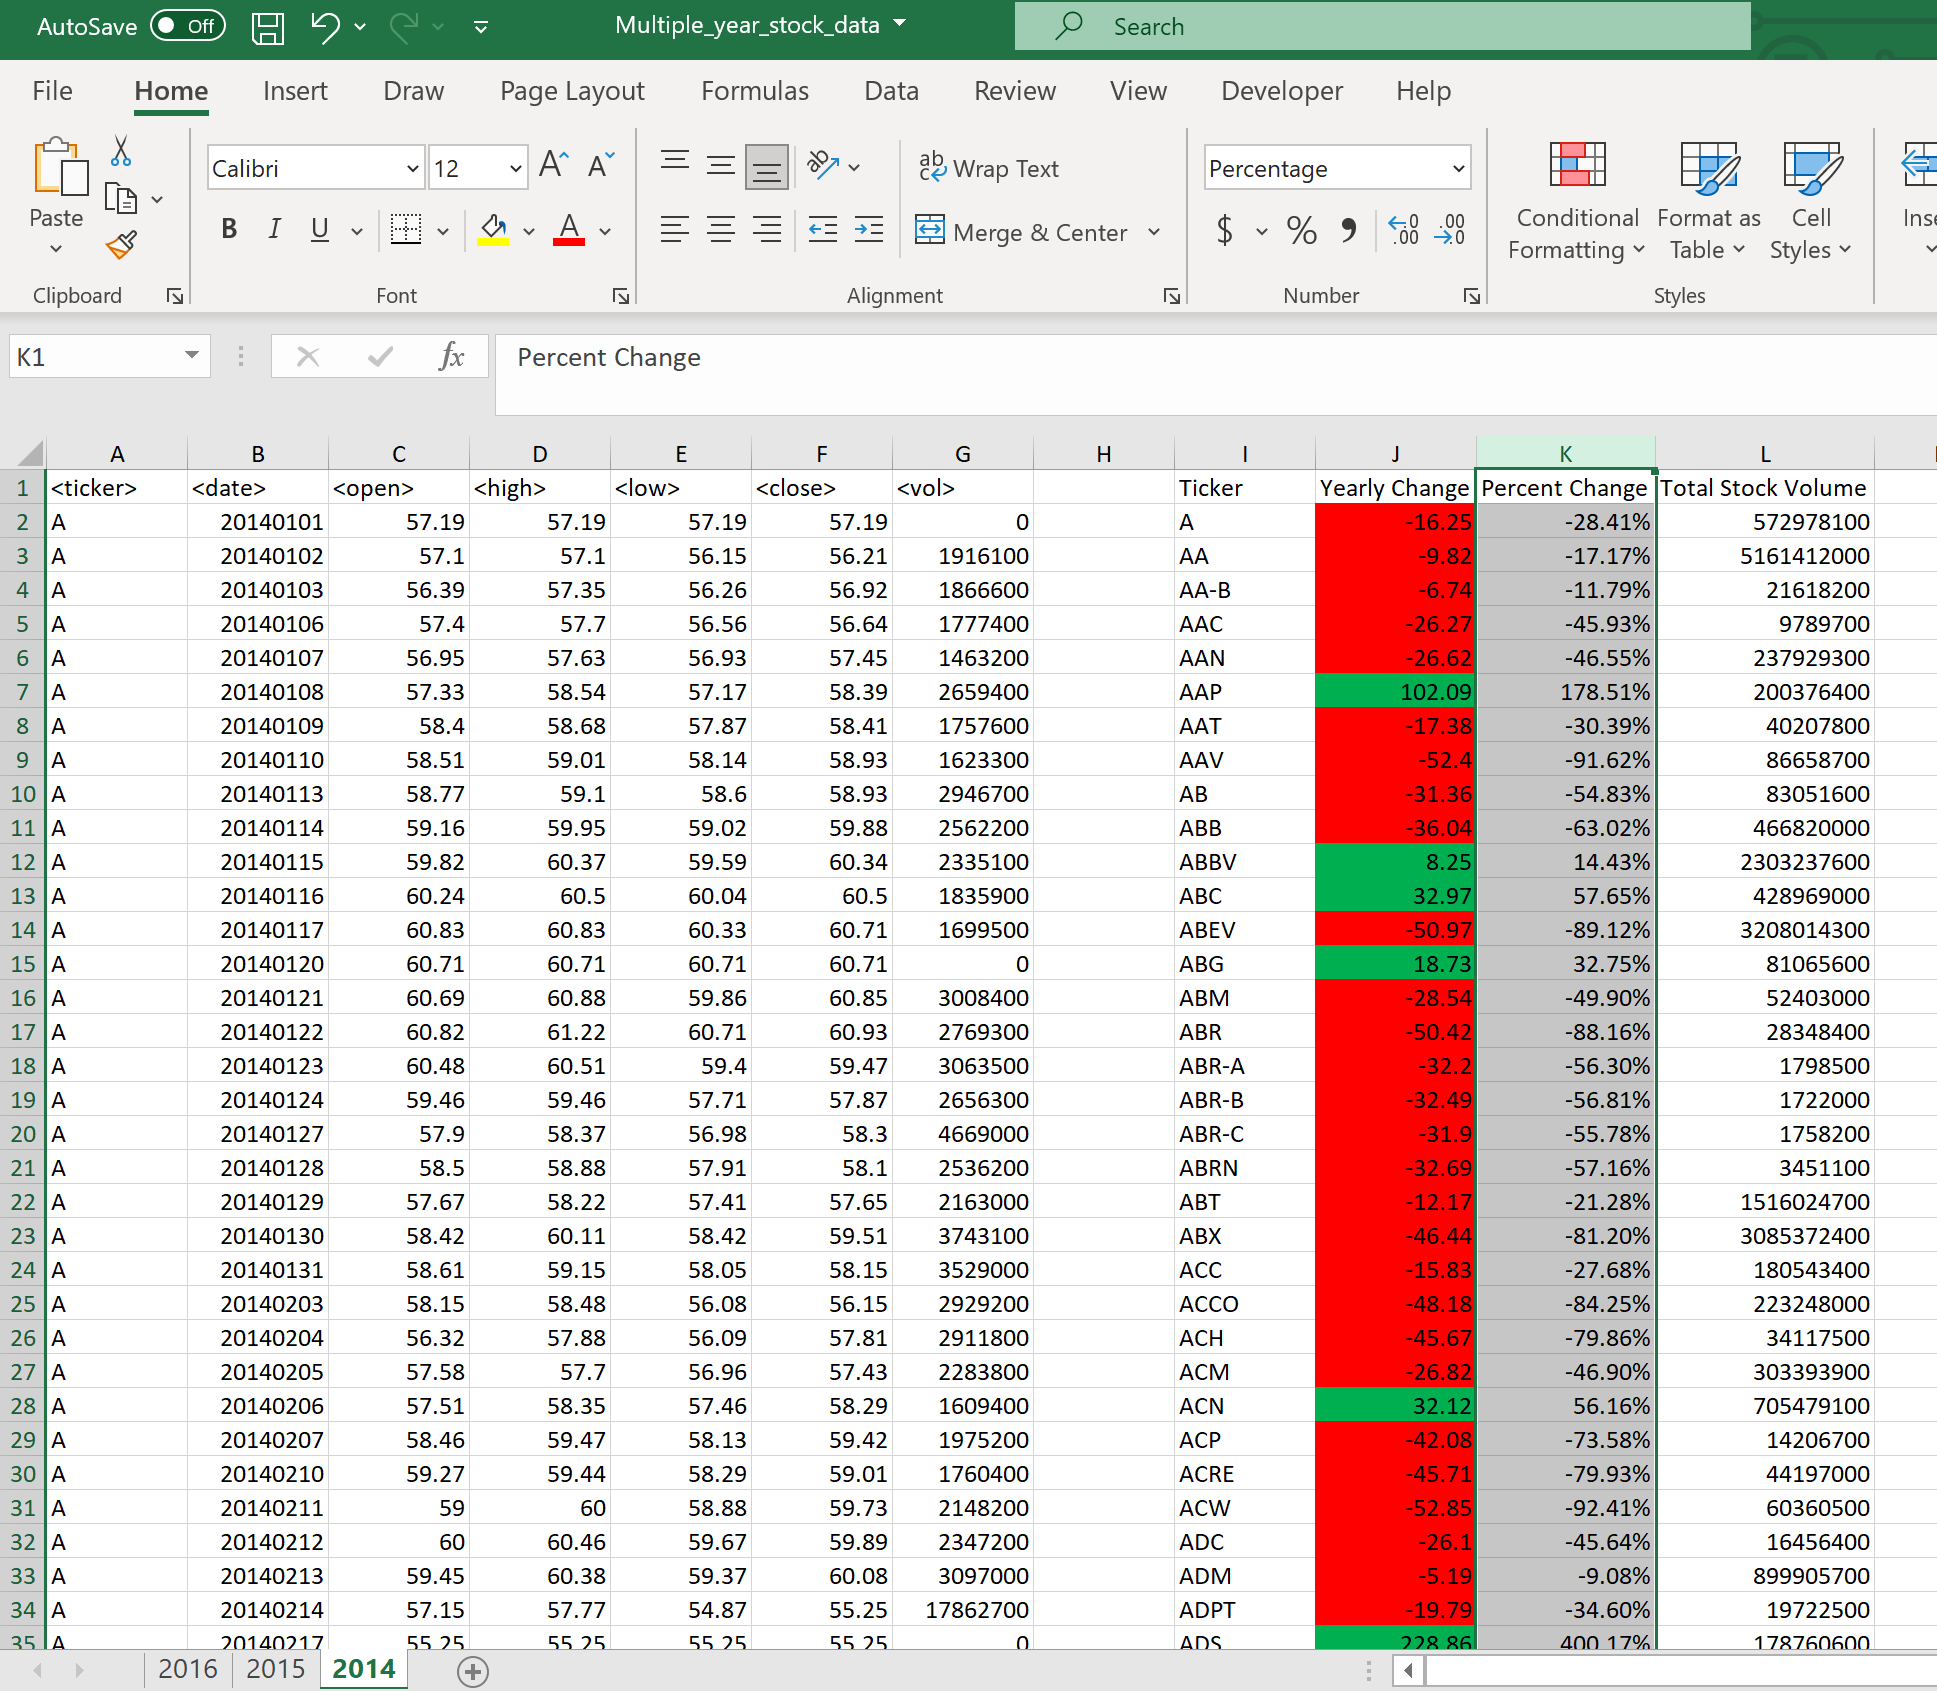 AutoSave Off Multiple_year_stock_data Search
File Home Insert Draw Page Layout Formulas Data Review View Developer Help
Paste Calibri 12 Wrap Text Merge & Center Percentage Conditional Formatting Format as Table Cell Styles
Clipboard Font Alignment Number Styles
K1 Percent Change
A B C D E F G H I J K L
1 <ticker> <date> <open> <high> <low> <close> <vol> Ticker Yearly Change Percent Change Total Stock Volume
2 A 20140101 57.19 57.19 57.19 57.19 0 A -16.25 -28.41% 572978100
3 A 20140102 57.1 57.1 56.15 56.21 1916100 AA -9.82 -17.17% 5161412000
4 A 20140103 56.39 57.35 56.26 56.92 1866600 AA-B -6.74 -11.79% 21618200
5 A 20140106 57.4 57.7 56.56 56.64 1777400 AAC -26.27 -45.93% 9789700
6 A 20140107 56.95 57.63 56.93 57.45 1463200 AAN -26.62 -46.55% 237929300
7 A 20140108 57.33 58.54 57.17 58.39 2659400 AAP 102.09 178.51% 200376400
8 A 20140109 58.4 58.68 57.87 58.41 1757600 AAT -17.38 -30.39% 40207800
9 A 20140110 58.51 59.01 58.14 58.93 1623300 AAV -52.4 -91.62% 86658700
10 A 20140113 58.77 59.1 58.6 58.93 2946700 AB -31.36 -54.83% 83051600
11 A 20140114 59.16 59.95 59.02 59.88 2562200 ABB -36.04 -63.02% 466820000
12 A 20140115 59.82 60.37 59.59 60.34 2335100 ABBV 8.25 14.43% 2303237600
13 A 20140116 60.24 60.5 60.04 60.5 1835900 ABC 32.97 57.65% 428969000
14 A 20140117 60.83 60.83 60.33 60.71 1699500 ABEV -50.97 -89.12% 3208014300
15 A 20140120 60.71 60.71 60.71 60.71 0 ABG 18.73 32.75% 81065600
16 A 20140121 60.69 60.88 59.86 60.85 3008400 ABM -28.54 -49.90% 52403000
17 A 20140122 60.82 61.22 60.71 60.93 2769300 ABR -50.42 -88.16% 28348400
18 A 20140123 60.48 60.51 59.4 59.47 3063500 ABR-A -32.2 -56.30% 1798500
19 A 20140124 59.46 59.46 57.71 57.87 2656300 ABR-B -32.49 -56.81% 1722000
20 A 20140127 57.9 58.37 56.98 58.3 4669000 ABR-C -31.9 -55.78% 1758200
21 A 20140128 58.5 58.88 57.91 58.1 2536200 ABRN -32.69 -57.16% 3451100
22 A 20140129 57.67 58.22 57.41 57.65 2163000 ABT -12.17 -21.28% 1516024700
23 A 20140130 58.42 60.11 58.42 59.51 3743100 ABX -46.44 -81.20% 3085372400
24 A 20140131 58.61 59.15 58.05 58.15 3529000 ACC -15.83 -27.68% 180543400
25 A 20140203 58.15 58.48 56.08 56.15 2929200 ACCO -48.18 -84.25% 223248000
26 A 20140204 56.32 57.88 56.09 57.81 2911800 ACH -45.67 -79.86% 34117500
27 A 20140205 57.58 57.7 56.96 57.43 2283800 ACM -26.82 -46.90% 303393900
28 A 20140206 57.51 58.35 57.46 58.29 1609400 ACN 32.12 56.16% 705479100
29 A 20140207 58.46 59.47 58.13 59.42 1975200 ACP -42.08 -73.58% 14206700
30 A 20140210 59.27 59.44 58.29 59.01 1760400 ACRE -45.71 -79.93% 44197000
31 A 20140211 59 60 58.88 59.73 2148200 ACW -52.85 -92.41% 60360500
32 A 20140212 60 60.46 59.67 59.89 2347200 ADC -26.1 -45.64% 16456400
33 A 20140213 59.45 60.38 59.37 60.08 3097000 ADM -5.19 -9.08% 899905700
34 A 20140214 57.15 57.77 54.87 55.25 17862700 ADPT -19.79 -34.60% 19722500
35 A 20140217 55.25 55.25 55.25 55.25 0 ADS 228.86 400.17% 178760600
2016 2015 2014